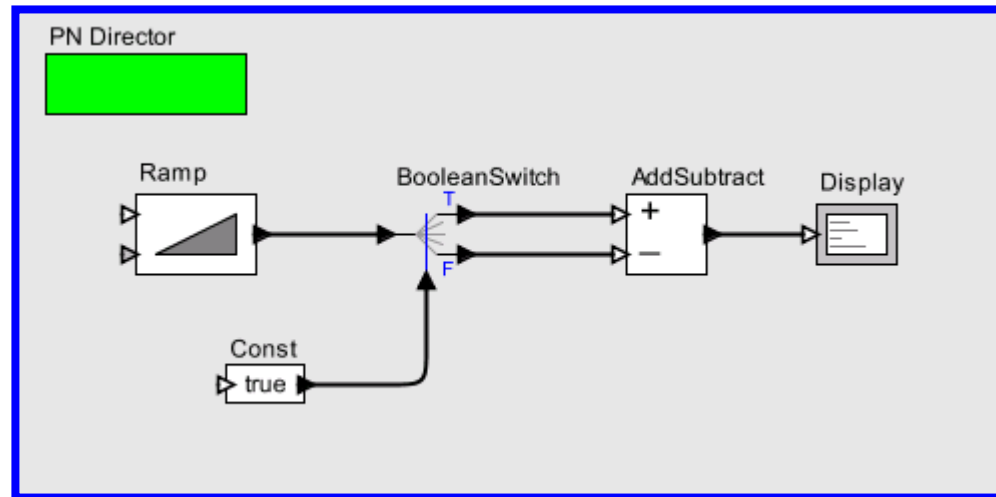 PN Director
Ramp
BooleanSwitch
AddSubtract
Display
T
+
F
−
Const
true